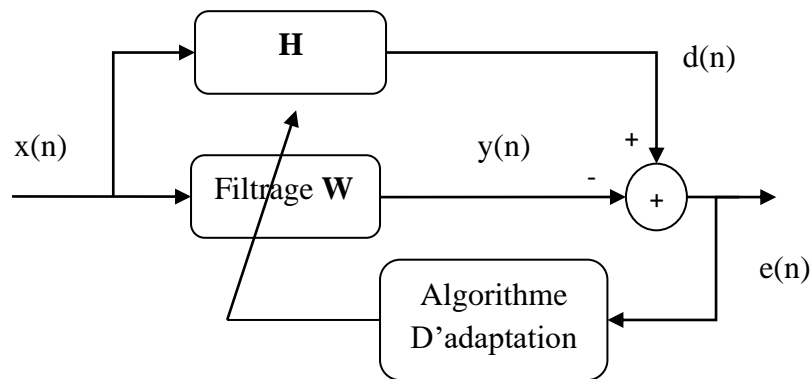 H
d(n)
x(n)
y(n)
+
-
Filtrage W
+
e(n)
Algorithme
D'adaptation